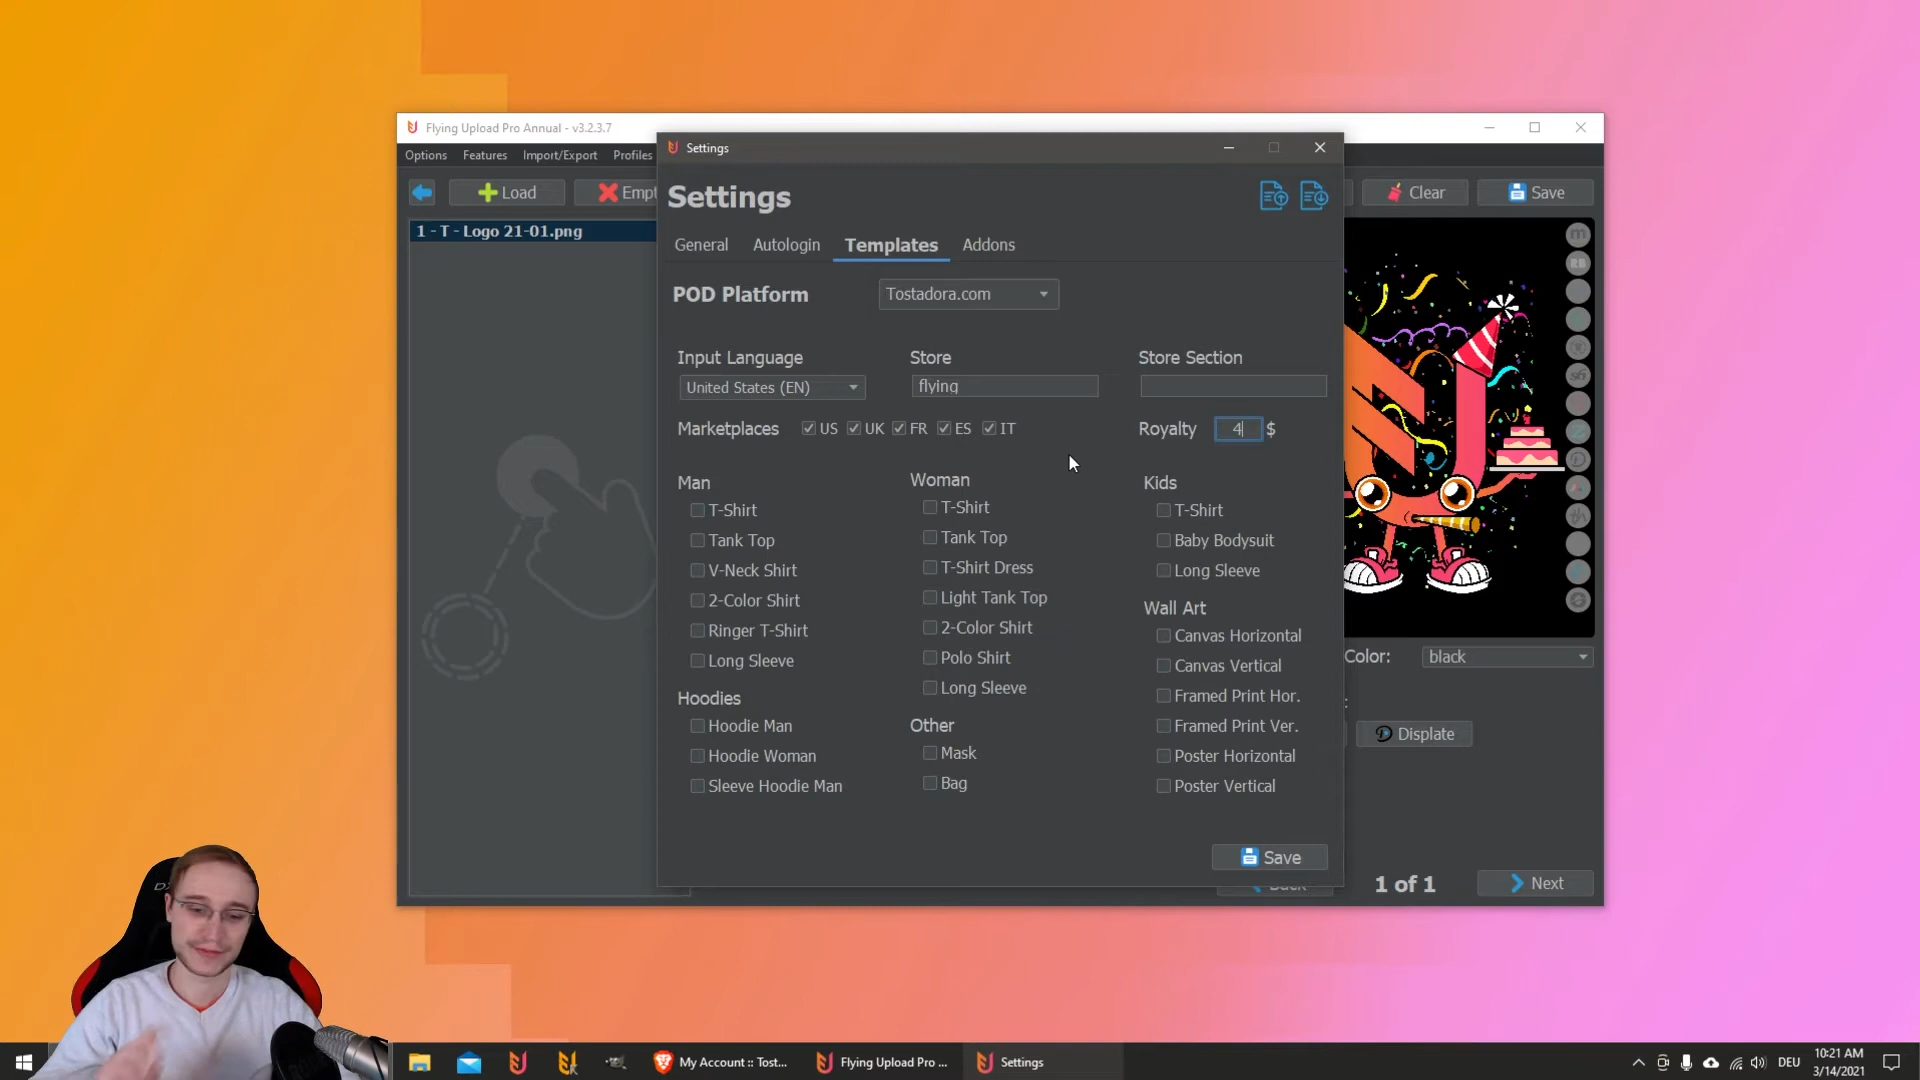 Flying Upload Pro Annual - v3.2.3.7
Options Features Import/Export Profiles
Load
Empt
1 - T - Logo 21-01.png
Settings
Settings
General Autologin Templates Addons
POD Platform Tostadora.com
Input Language Store Store Section
United States (EN) flying
Marketplaces US UK FR ES IT Royalty 4 $
Man
T-Shirt
Tank Top
V-Neck Shirt
2-Color Shirt
Ringer T-Shirt
Long Sleeve
Hoodies
Hoodie Man
Hoodie Woman
Sleeve Hoodie Man
Woman
T-Shirt
Tank Top
T-Shirt Dress
Light Tank Top
2-Color Shirt
Polo Shirt
Long Sleeve
Other
Mask
Bag
Kids
T-Shirt
Baby Bodysuit
Long Sleeve
Wall Art
Canvas Horizontal
Canvas Vertical
Framed Print Hor.
Framed Print Ver.
Poster Horizontal
Poster Vertical
Save
Clear Save
m
RB
Color: black
:
Displate
Back 1 of 1 Next
My Account :: Tost...
Flying Upload Pro ...
Settings
DEU
10:21 AM
3/14/2021